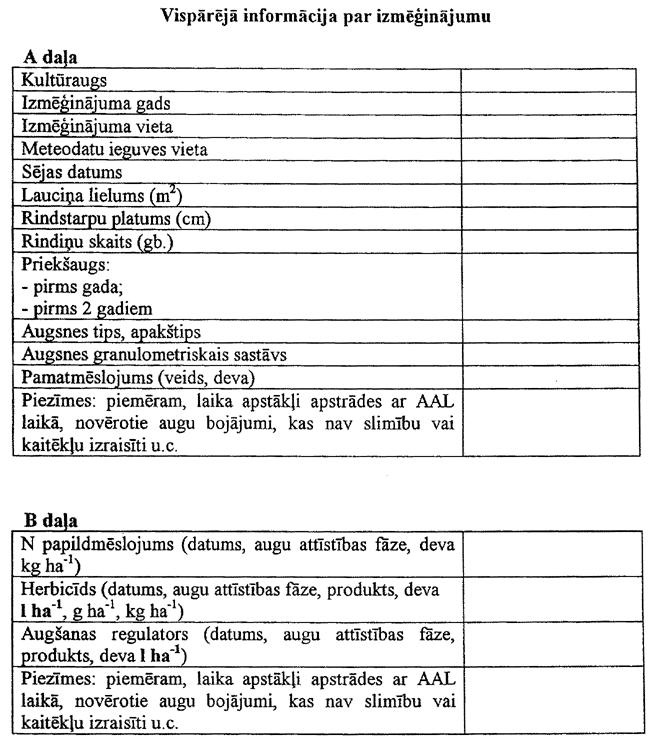 Vispārējā informācija par izmēģinājumu
A daļa
Kultūraugs
Izmēģinājuma gads
Izmēģinājuma vieta
Meteodatu ieguves vieta
Sējas datums
Lauciņa lielums (m²)
Rindstarpu platums (cm)
Rindiņu skaits (gb.)
Priekšaugs:
- pirms gada;
- pirms 2 gadiem
Augsnes tips, apakštips
Augsnes granulometriskais sastāvs
Pamatmēslojums (veids, deva)
Piezīmes: piemēram, laika apstākļi apstrādes ar AAL
laikā, novērotie augu bojājumi, kas nav slimību vai
kaitēkļu izraisīti u.c.
B daļa
N papildmēslojums (datums, augu attīstības fāze, deva
kg ha⁻¹)
Herbicīds (datums, augu attīstības fāze, produkts, deva
l ha⁻¹, g ha⁻¹, kg ha⁻¹)
Augšanas regulators (datums, augu attīstības fāze,
produkts, deva l ha⁻¹)
Piezīmes: piemēram, laika apstākļi apstrādes ar AAL
laikā, novērotie augu bojājumi, kas nav slimību vai
kaitēkļu izraisīti u.c.